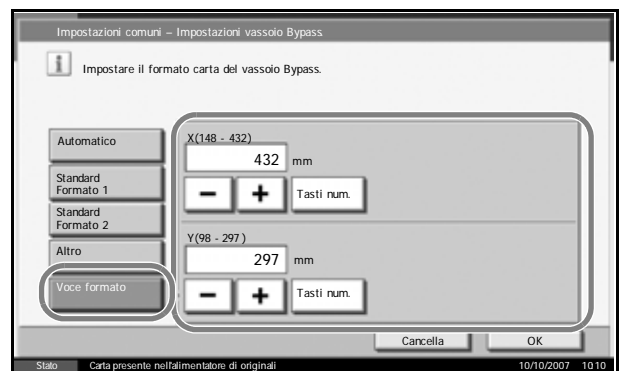 Impostazioni comuni – Impostazioni vassoio Bypass.
i
Impostare il formato carta del vassoio Bypass.
Automatico
Standard
Formato 1
Standard
Formato 2
Altro
Voce formato
X(148 - 432)
432 mm
– + Tasti num.
Y(98 - 297)
297 mm
– + Tasti num.
Cancella OK
Stato Carta presente nell'alimentatore di originali 10/10/2007 10:10